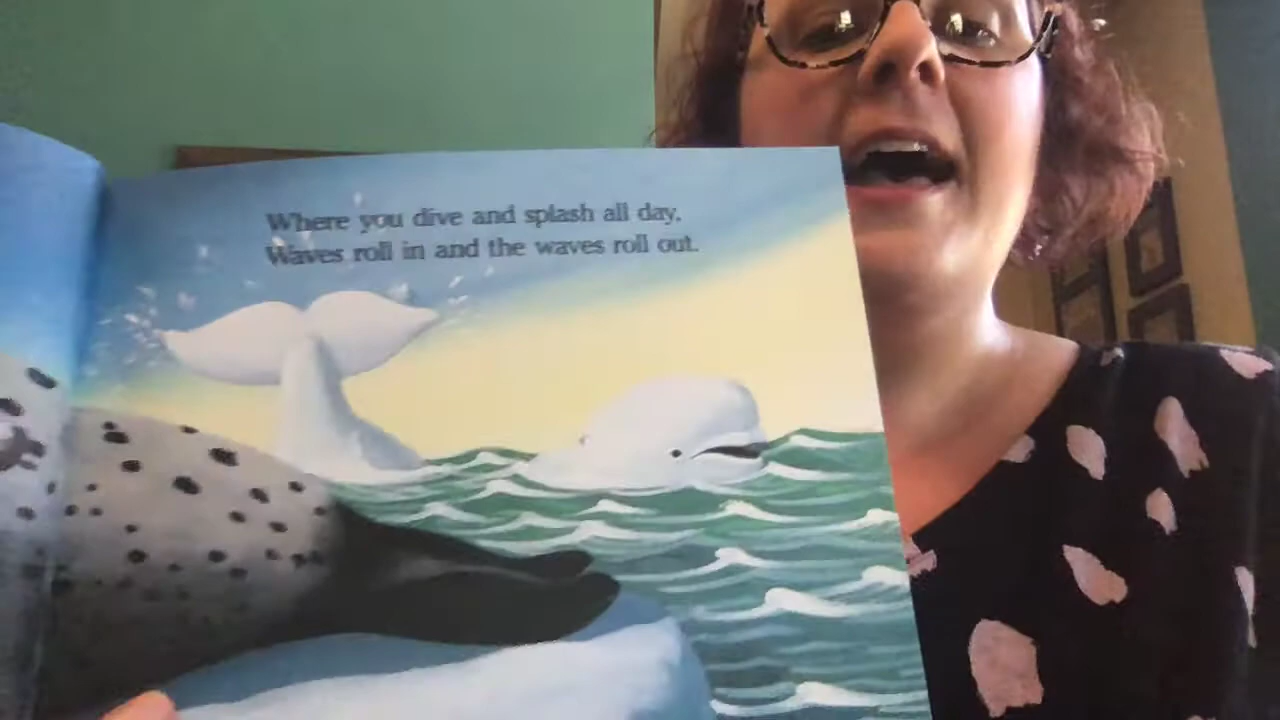 Where you dive and splash all day.
Waves roll in and the waves roll out.